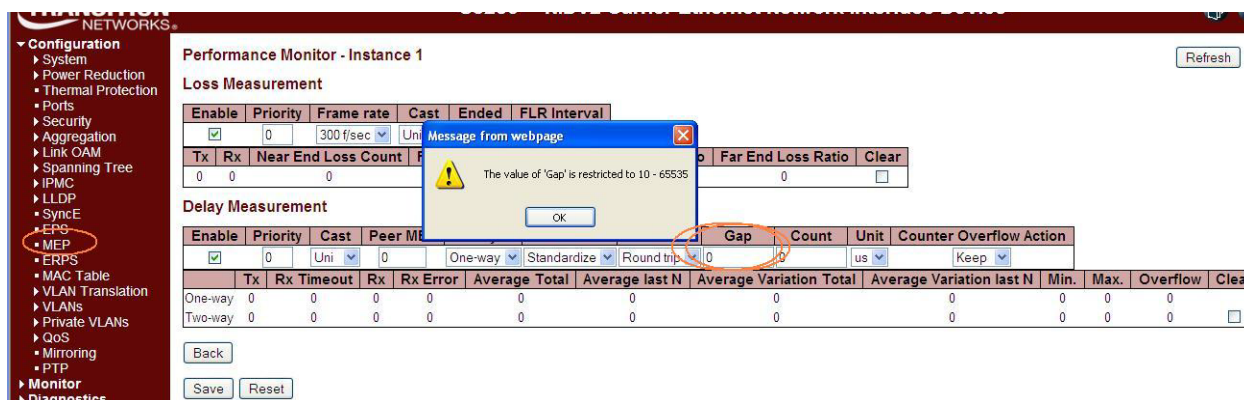 NETWORKS®
Configuration
System
Power Reduction
Thermal Protection
Ports
Security
Aggregation
Link OAM
Spanning Tree
IPMC
LLDP
SyncE
EPS
MEP
ERPS
MAC Table
VLAN Translation
VLANs
Private VLANs
QoS
Mirroring
PTP
Monitor
Diagnostics
Performance Monitor - Instance 1
Refresh
Loss Measurement
Enable Priority Frame rate Cast Ended FLR Interval
0 300 f/sec Uni
Tx Rx Near End Loss Count Far End Loss Ratio Clear
0 0 0 0
Message from webpage
The value of 'Gap' is restricted to 10 - 65535
OK
Delay Measurement
Enable Priority Cast Peer Gap Count Unit Counter Overflow Action
0 Uni 0 One-way Standardize Round trip 0 0 us Keep
Tx Rx Timeout Rx Rx Error Average Total Average last N Average Variation Total Average Variation last N Min. Max. Overflow Clea
One-way 0 0 0 0 0 0 0 0 0 0 0
Two-way 0 0 0 0 0 0 0 0 0 0 0
Back
Save Reset